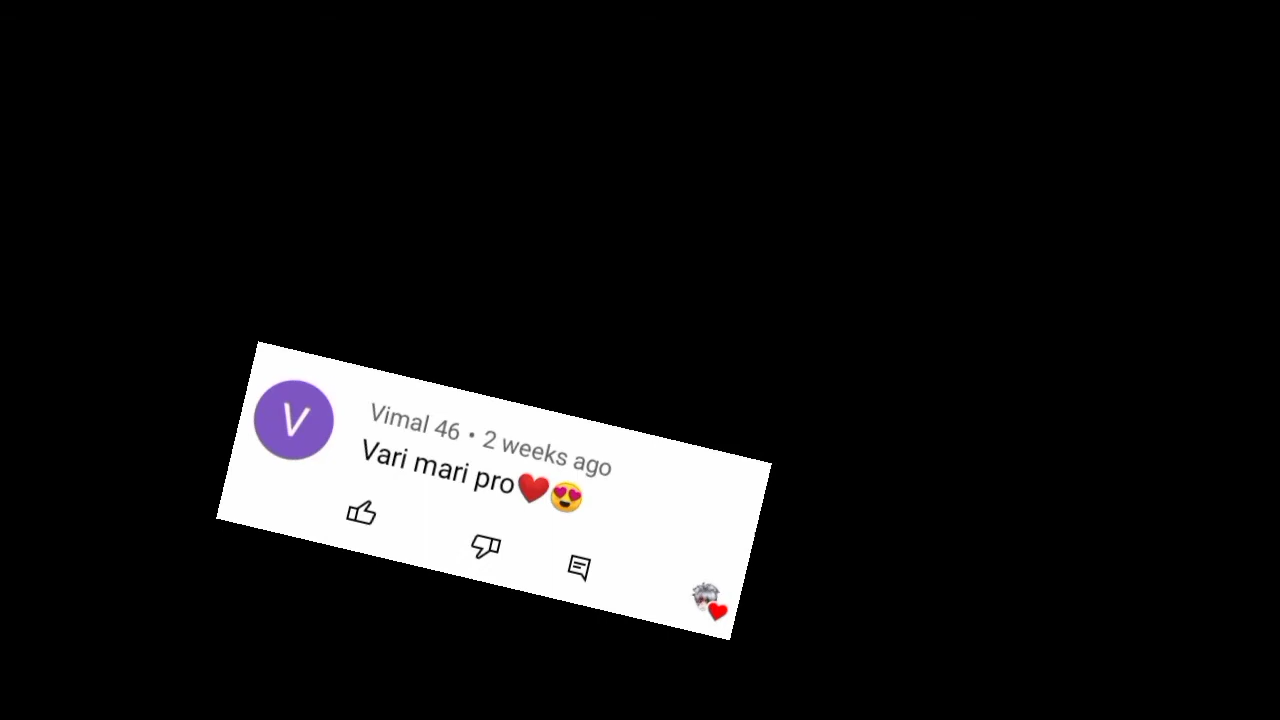 V
Vimal 46 • 2 weeks ago
Vari mari pro❤️😍